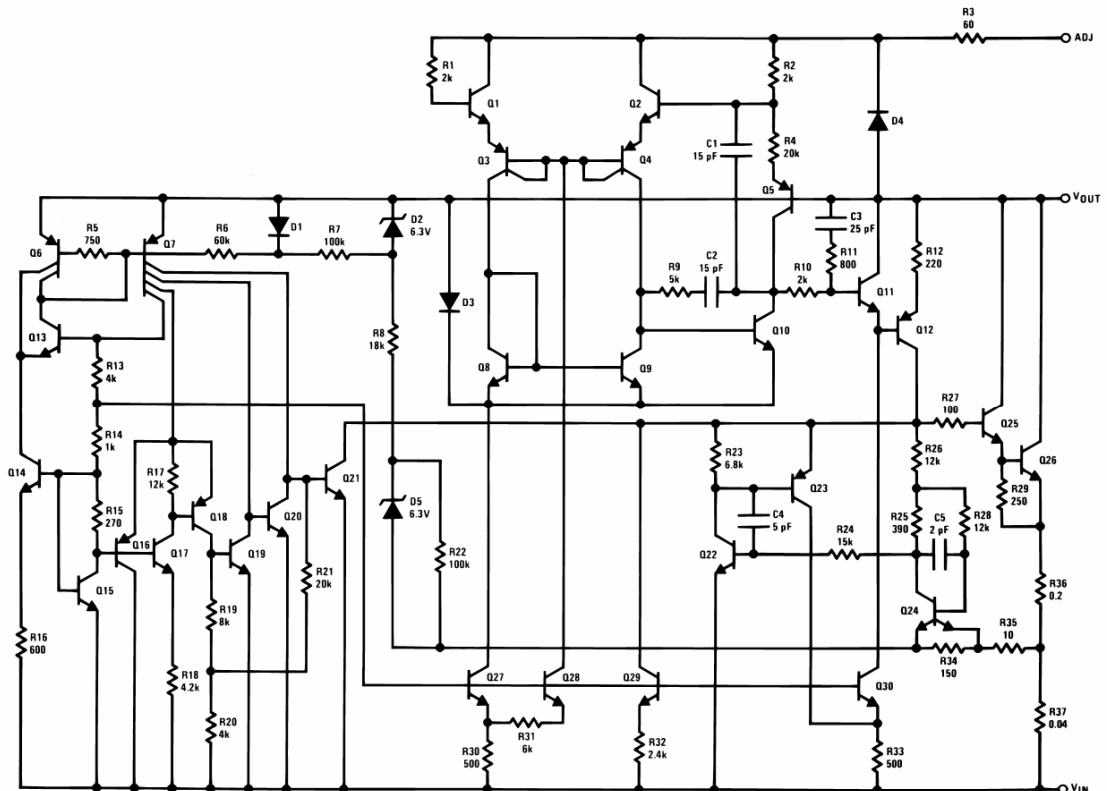 R3
60
ADJ
R1
2k
R2
2k
Q1
Q2
D4
C1
15 pF
R4
20k
Q3
Q4
Q5
VOUT
R5
750
Q6
Q7
R6
60k
D1
R7
100k
D2
6.3V
C3
25 pF
R11
800
R12
220
R9
5k
C2
15 pF
R10
2k
Q11
D3
R8
18k
Q13
Q10
Q12
R13
4k
Q8
Q9
R27
100
Q25
R14
1k
Q14
R17
12k
Q21
R23
6.8k
R26
12k
Q26
Q23
R29
250
R15
270
Q18
Q20
D5
6.3V
C4
5 pF
R25
390
C5
2 pF
R28
12k
Q16
Q17
Q19
R22
100k
R24
15k
Q22
R21
20k
Q15
R36
0.2
R19
8k
Q24
R16
600
R35
10
R34
150
R18
4.2k
Q27
Q28
Q29
Q30
R20
4k
R37
0.04
R31
6k
R30
500
R32
2.4k
R33
500
VIN